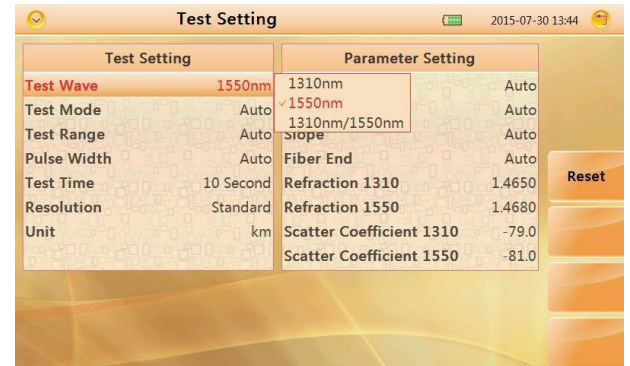 Test Setting
2015-07-30 13:44
Test Setting
Test Wave 1550nm
Test Mode Auto
Test Range Auto
Pulse Width Auto
Test Time 10 Second
Resolution Standard
Unit km
1310nm
1550nm
1310nm/1550nm
Parameter Setting
Auto
Auto
Slope Auto
Fiber End Auto
Refraction 1310 1.4650
Refraction 1550 1.4680
Scatter Coefficient 1310 -79.0
Scatter Coefficient 1550 -81.0
Reset